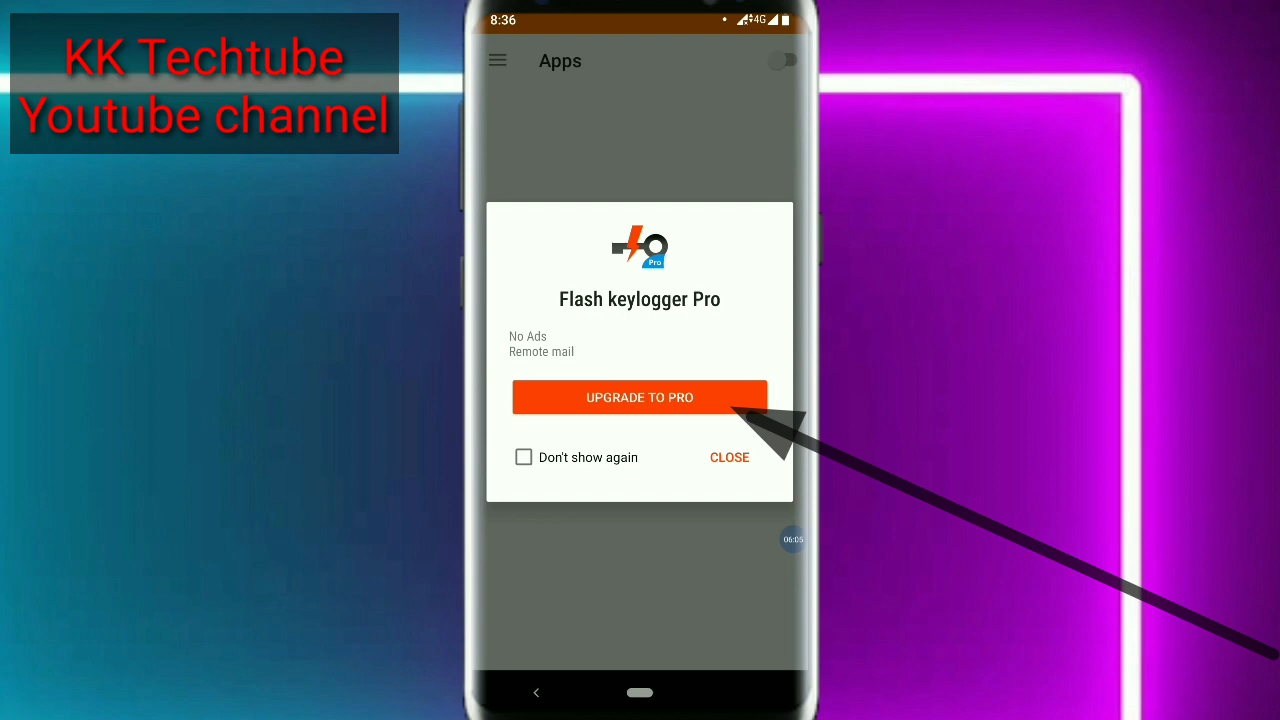 KK Techtube
Youtube channel
8:36
4G
Apps
Pro
Flash keylogger Pro
No Ads
Remote mail
UPGRADE TO PRO
Don't show again
CLOSE
06:05